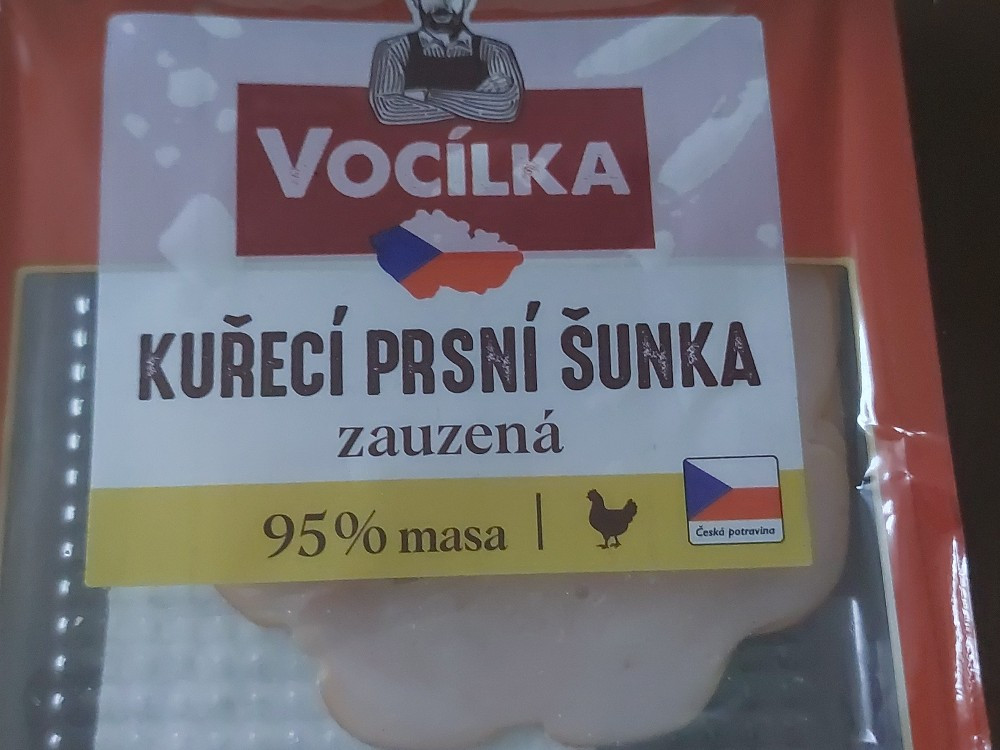 VOCÍLKA
KUŘECÍ PRSNÍ ŠUNKA
zauzená
95% masa
Česká potravina